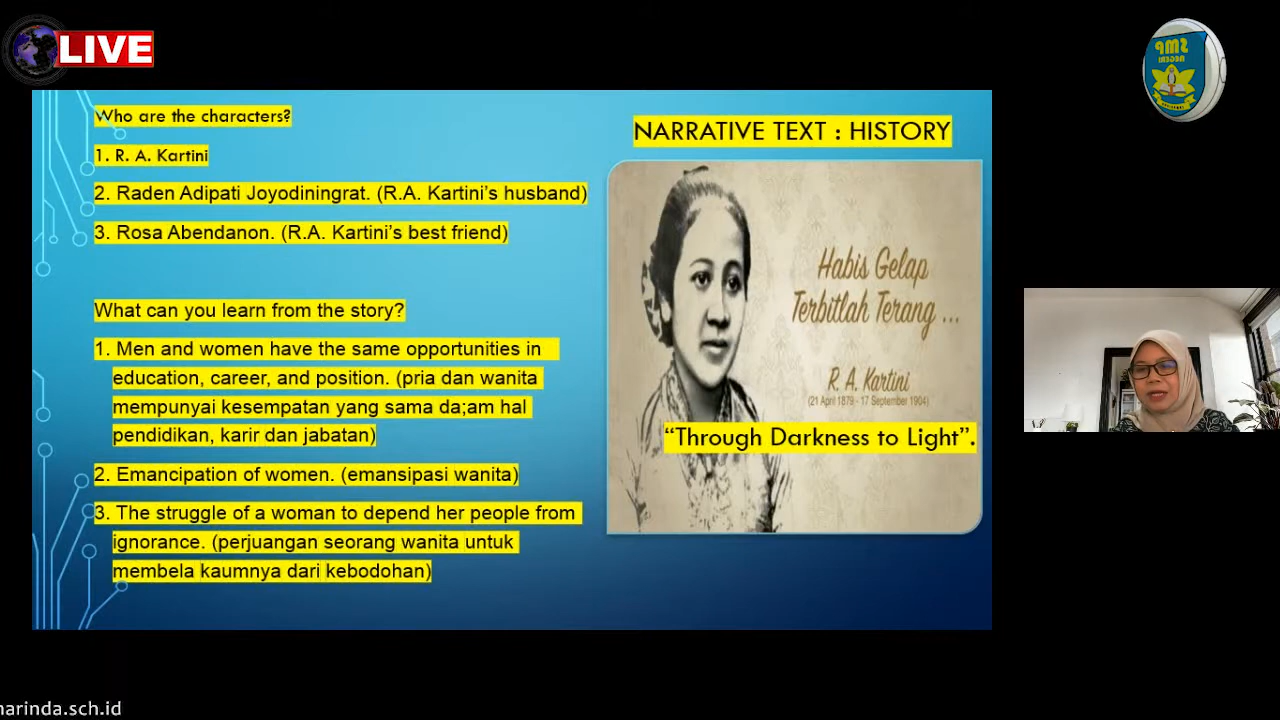 LIVE
SMP
NEGERI
Who are the characters?
1. R. A. Kartini
2. Raden Adipati Joyodiningrat. (R.A. Kartini's husband)
3. Rosa Abendanon. (R.A. Kartini's best friend)
What can you learn from the story?
1. Men and women have the same opportunities in
education, career, and position. (pria dan wanita
mempunyai kesempatan yang sama da;am hal
pendidikan, karir dan jabatan)
2. Emancipation of women. (emansipasi wanita)
3. The struggle of a woman to depend her people from
ignorance. (perjuangan seorang wanita untuk
membela kaumnya dari kebodohan)
NARRATIVE TEXT : HISTORY
Habis Gelap
Terbitlah Terang ...
R. A. Kartini
(21 April 1879 - 17 September 1904)
“Through Darkness to Light”.
narinda.sch.id